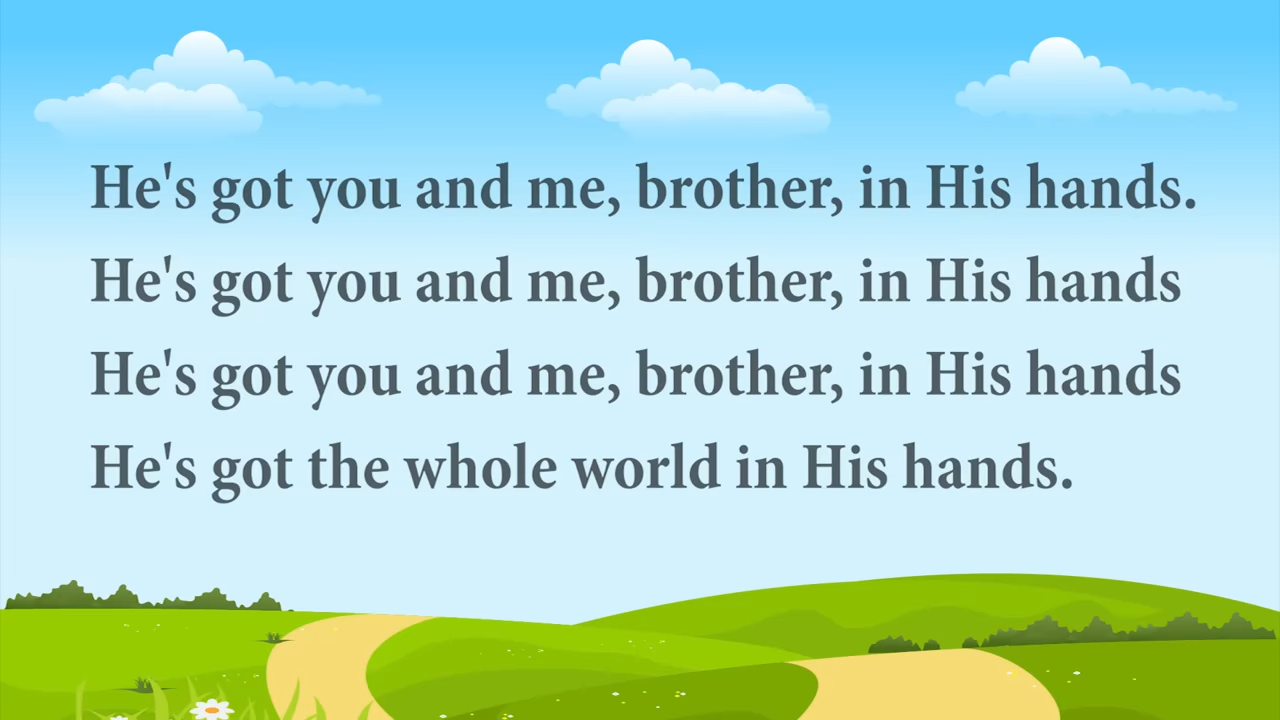 He's got you and me, brother, in His hands.
He's got you and me, brother, in His hands
He's got you and me, brother, in His hands
He's got the whole world in His hands.